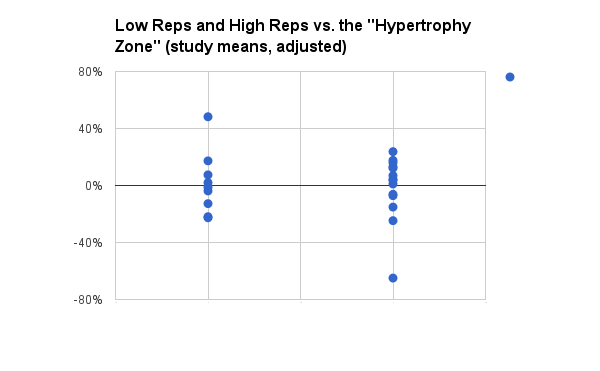 Low Reps and High Reps vs. the "Hypertrophy
Zone" (study means, adjusted)
80%
40%
0%
-40%
-80%